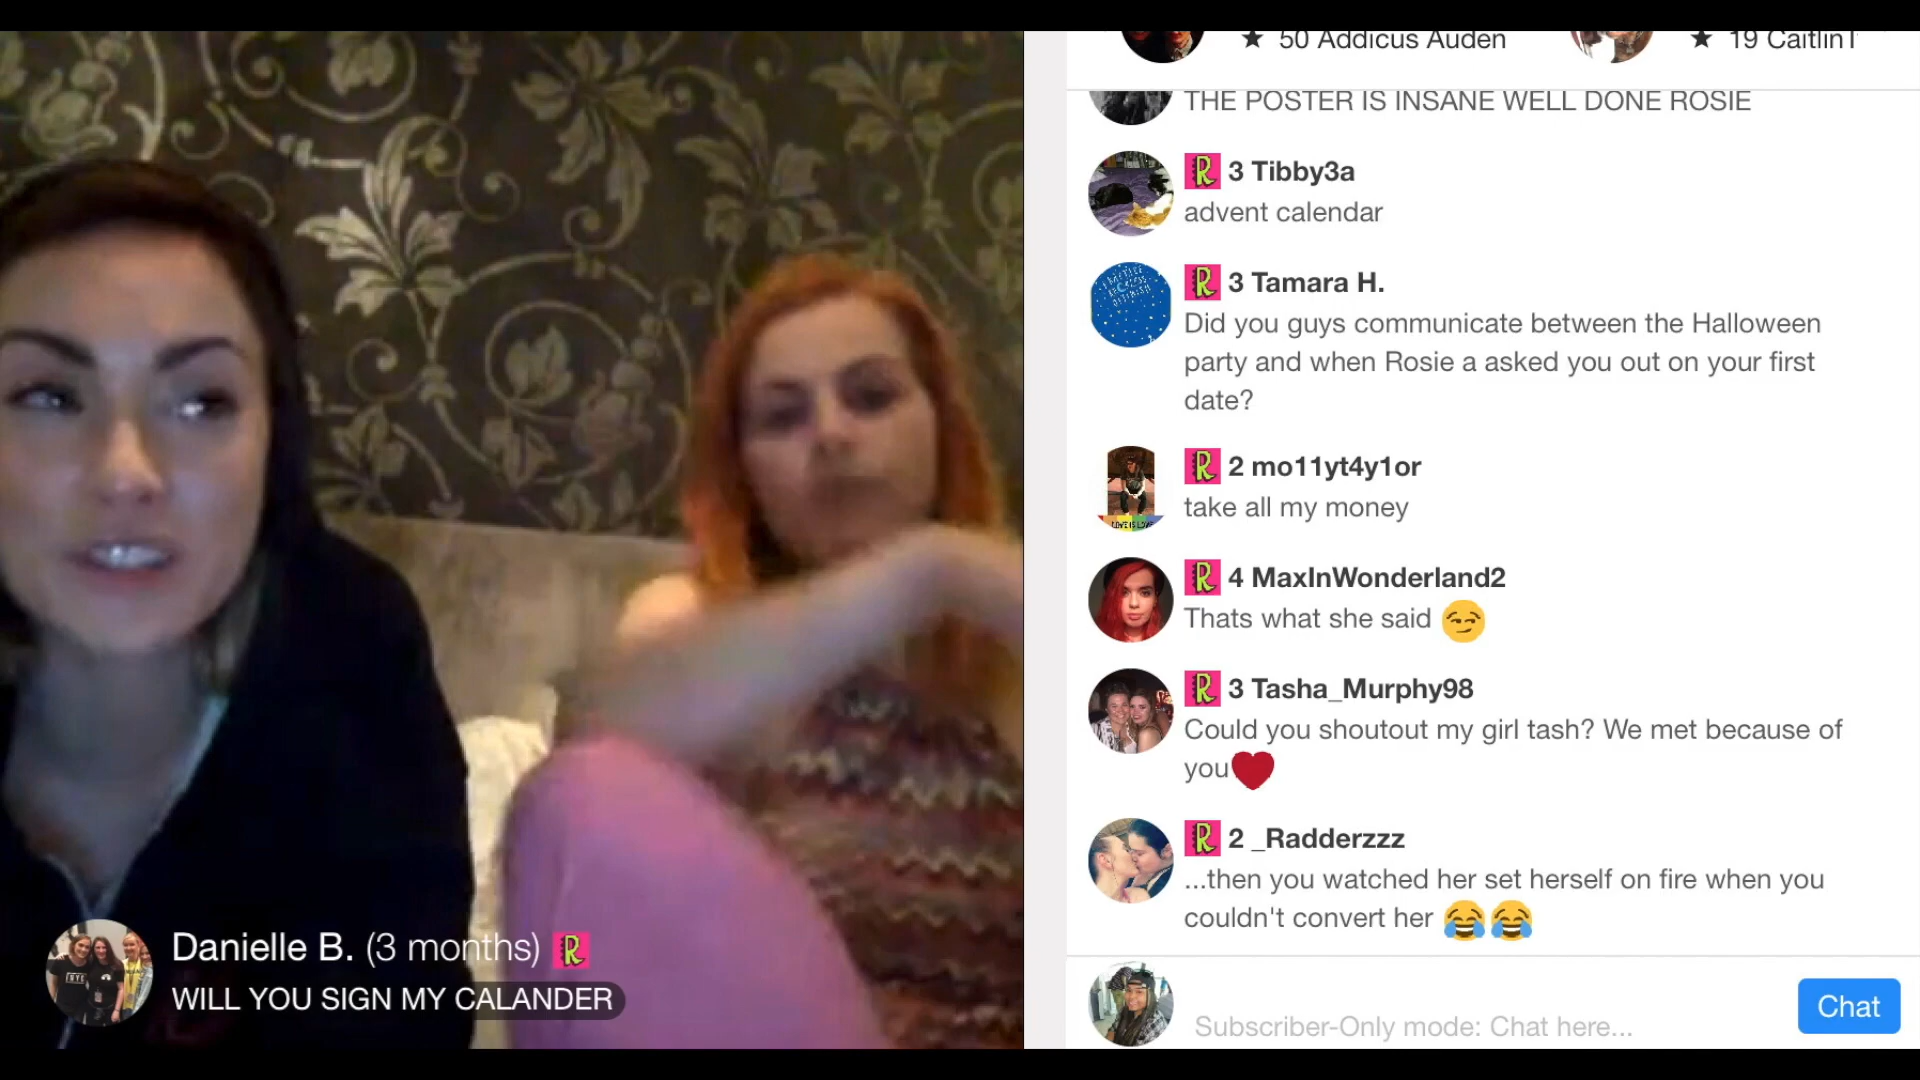 ★ 50 Addicus Auden
★ 19 Caitlin
THE POSTER IS INSANE WELL DONE ROSIE
R 3 Tibby3a
advent calendar
R 3 Tamara H.
Did you guys communicate between the Halloween
party and when Rosie a asked you out on your first
date?
R 2 mo11yt4y1or
take all my money
LOVE IS LOVE
R 4 MaxInWonderland2
Thats what she said 😏
R 3 Tasha_Murphy98
Could you shoutout my girl tash? We met because of
you❤️
R 2 _Radderzzz
...then you watched her set herself on fire when you
couldn't convert her 😂😂
Danielle B. (3 months) R
WILL YOU SIGN MY CALANDER
Subscriber-Only mode: Chat here...
Chat